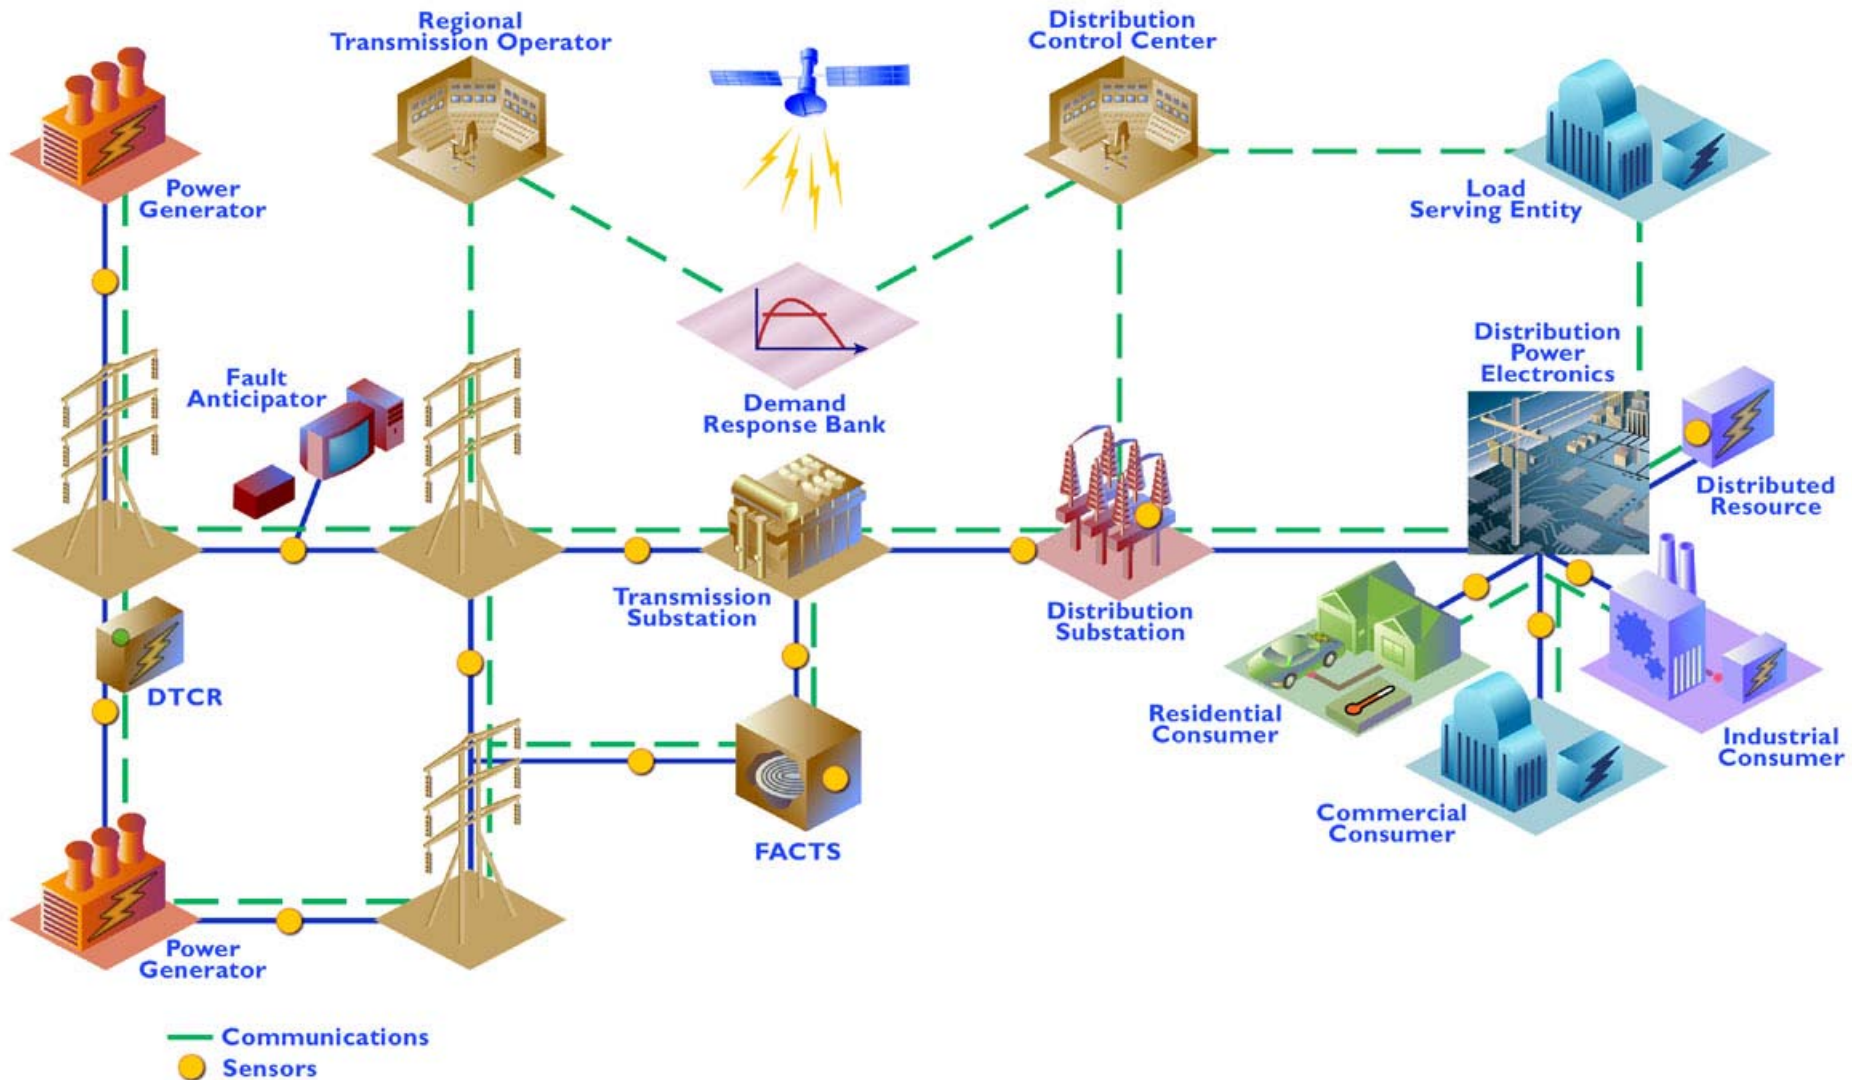 Regional
Transmission Operator
Distribution
Control Center
Power
Generator
Load
Serving Entity
Distribution
Power
Electronics
Fault
Anticipator
Demand
Response Bank
Distributed
Resource
Transmission
Substation
Distribution
Substation
DTCR
Residential
Consumer
Industrial
Consumer
Commercial
Consumer
FACTS
Power
Generator
Communications
Sensors